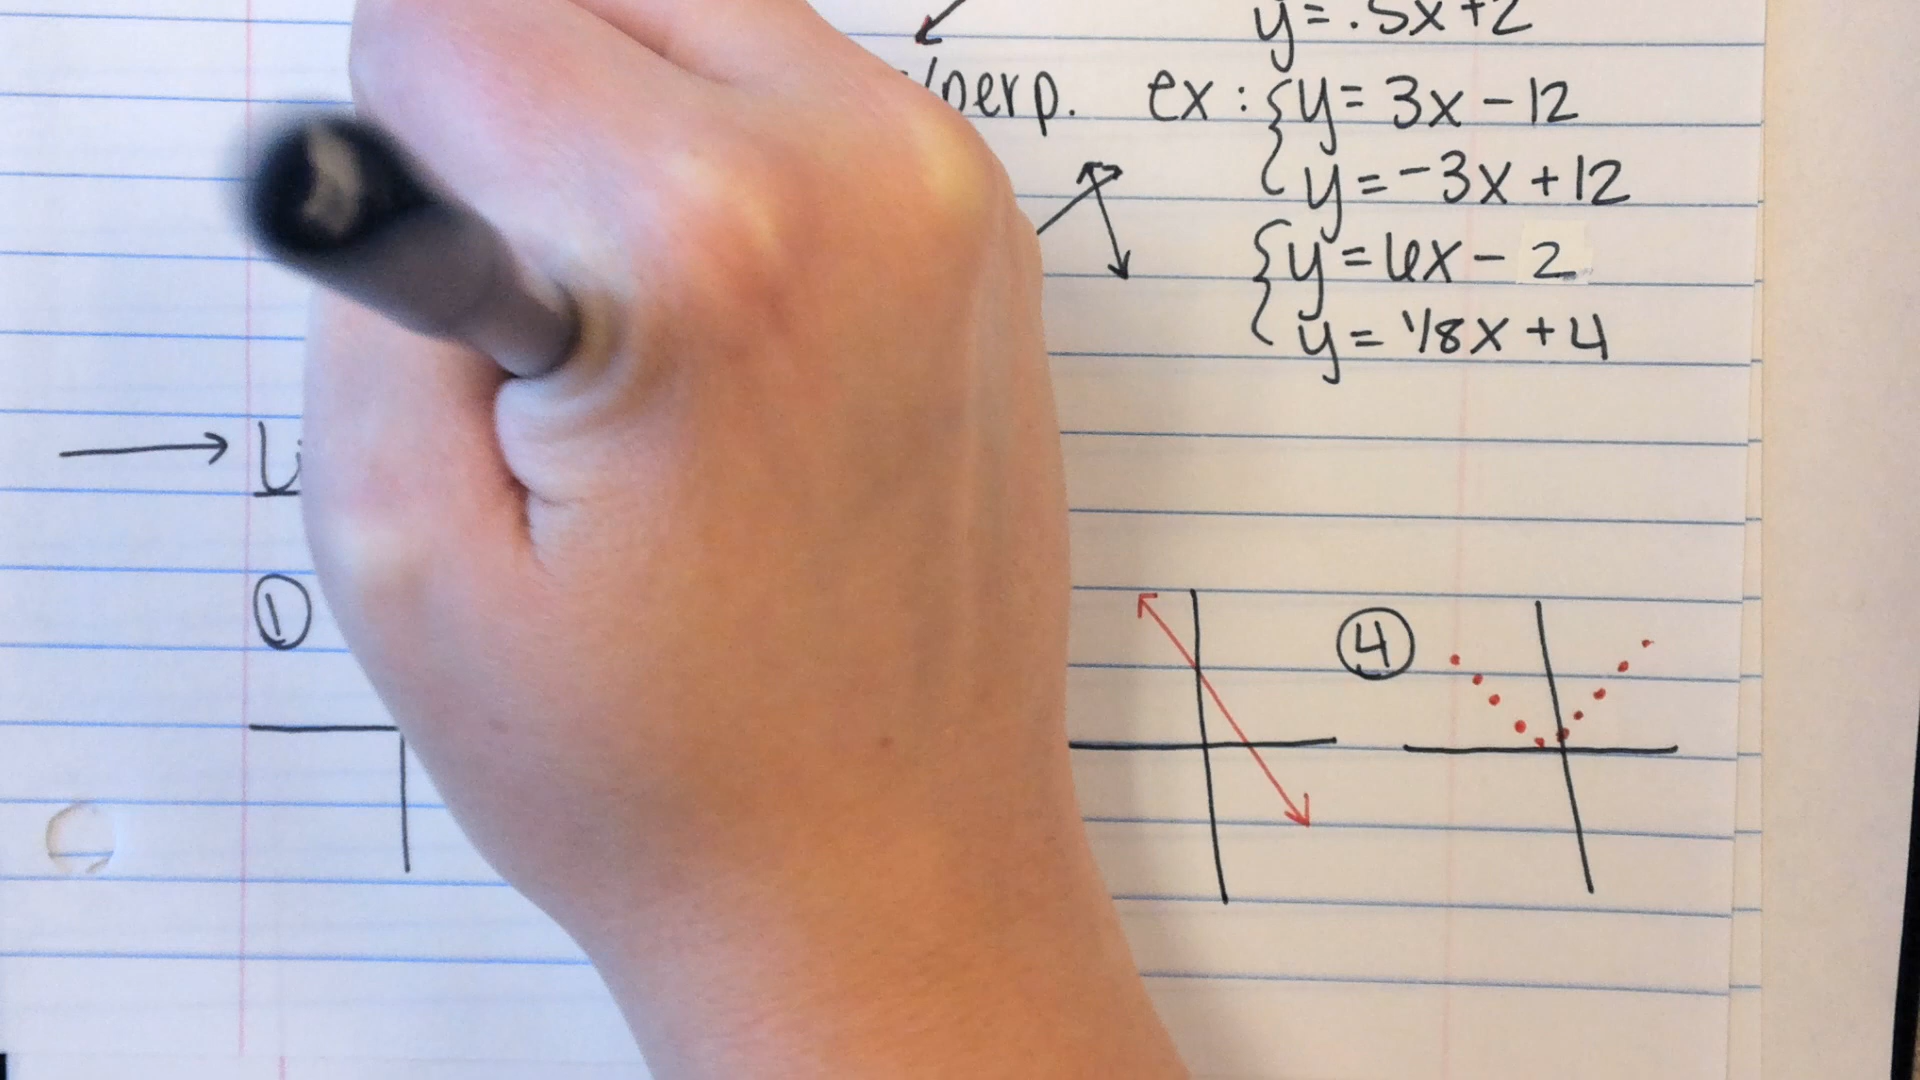 y = .5x + 2
perp. ex: y = 3x - 12
y = -3x + 12
y = 6x - 2
y = 1/8x + 4
1
4